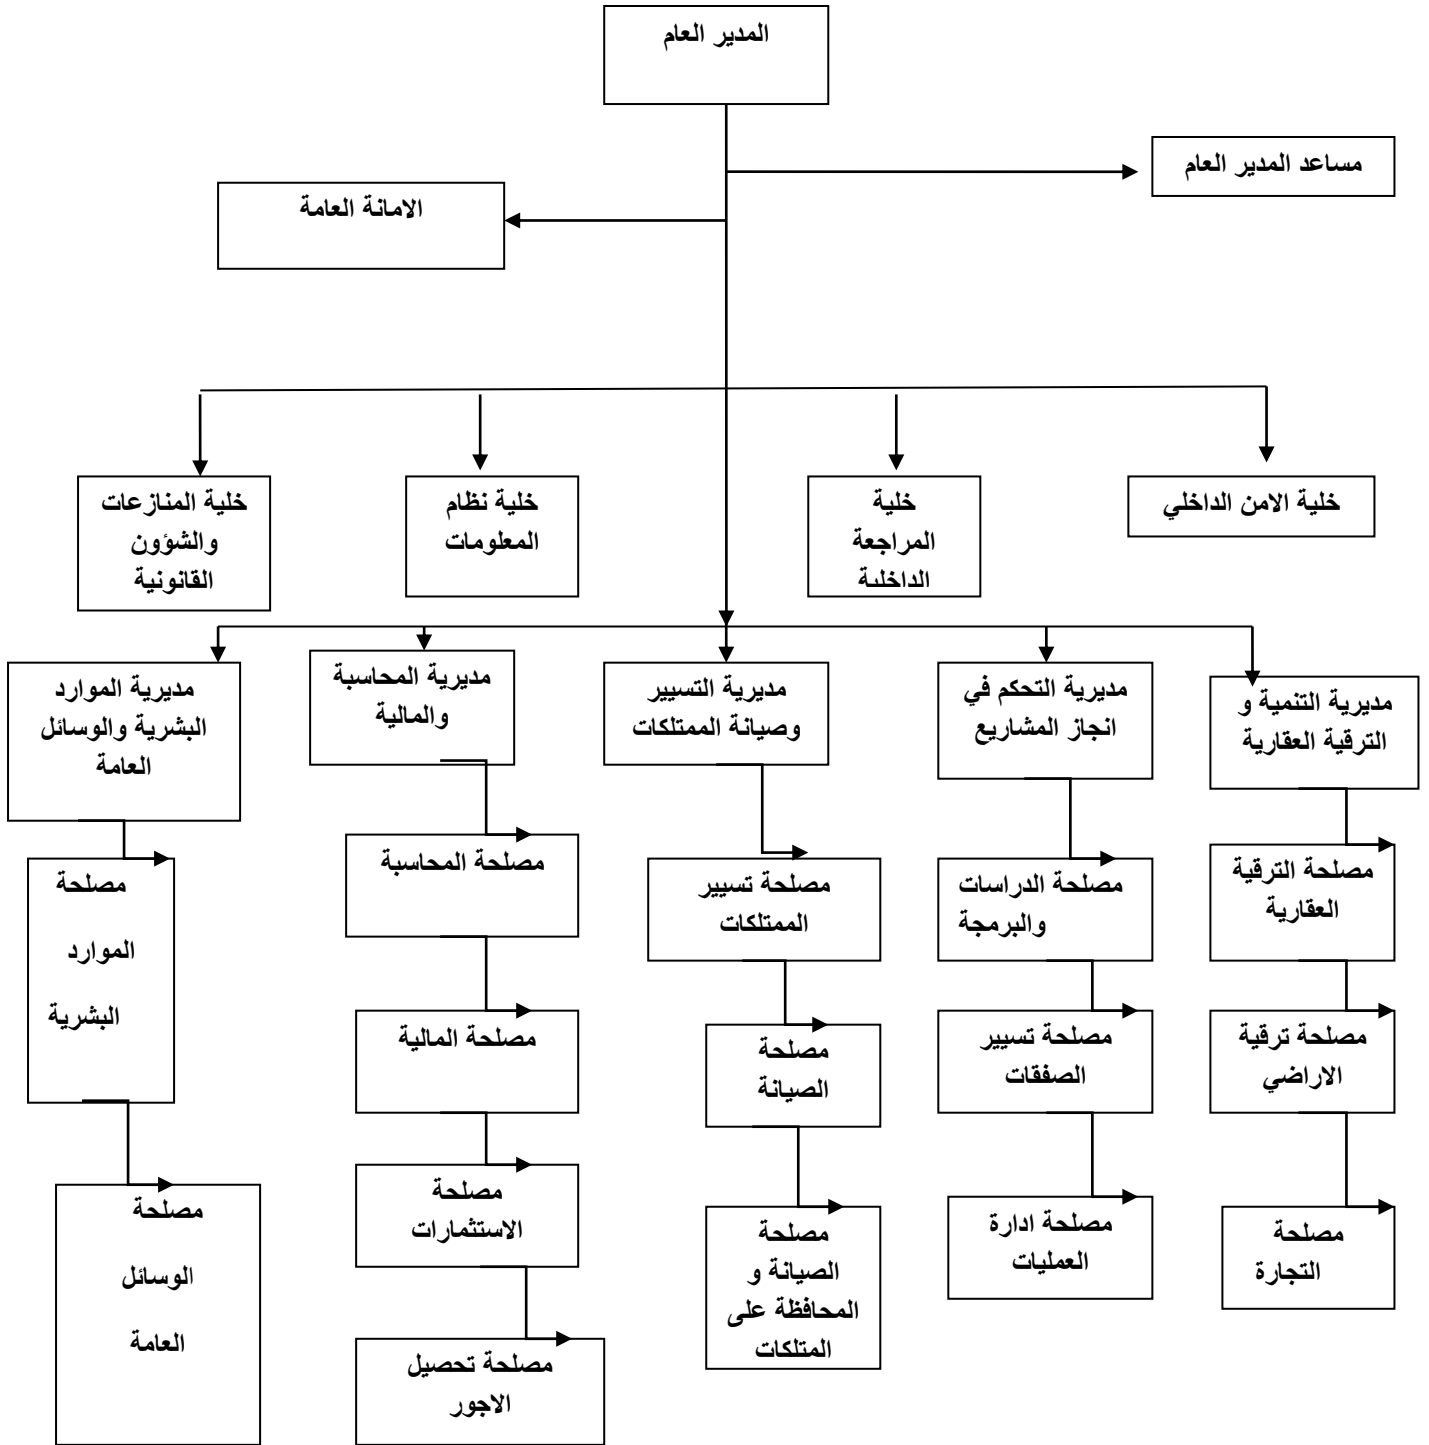 المدير العام
مساعد المدير العام
الامانة العامة
خلية الامن الداخلي
خلية
المراجعة
الداخلية
خلية نظام
المعلومات
خلية المنازعات
والشؤون
القانونية
مديرية التنمية و
الترقية العقارية
مديرية التحكم في
انجاز المشاريع
مديرية التسيير
وصيانة الممتلكات
مديرية المحاسبة
والمالية
مديرية الموارد
البشرية والوسائل
العامة
مصلحة الترقية
العقارية
مصلحة ترقية
الاراضي
مصلحة
التجارة
مصلحة الدراسات
والبرمجة
مصلحة تسيير
الصفقات
مصلحة ادارة
العمليات
مصلحة تسيير
الممتلكات
مصلحة
الصيانة
مصلحة
الصيانة و
المحافظة على
المتلكات
مصلحة المحاسبة
مصلحة المالية
مصلحة
الاستثمارات
مصلحة تحصيل
الاجور
مصلحة
الموارد
البشرية
مصلحة
الوسائل
العامة